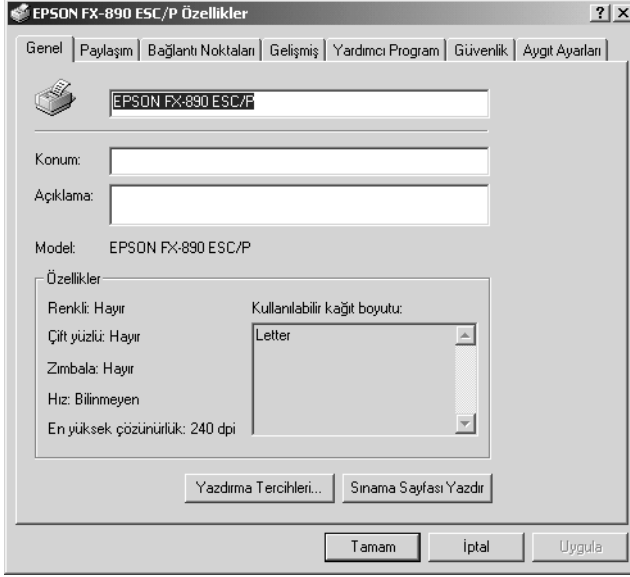 EPSON FX-890 ESC/P Özellikler
Genel Paylaşım Bağlantı Noktaları Gelişmiş Yardımcı Program Güvenlik Aygıt Ayarları
EPSON FX-890 ESC/P
Konum:
Açıklama:
Model: EPSON FX-890 ESC/P
Özellikler
Renkli: Hayır Kullanılabilir kağıt boyutu:
Çift yüzlü: Hayır Letter
Zımbala: Hayır
Hız: Bilinmeyen
En yüksek çözünürlük: 240 dpi
Yazdırma Tercihleri... Sınama Sayfası Yazdır
Tamam İptal Uygula